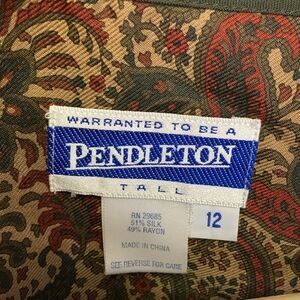 WARRANTED TO BE A
PENDLETON
TALL
RN 29685
51% SILK
49% RAYON
12
MADE IN CHINA
SEE REVERSE FOR CARE